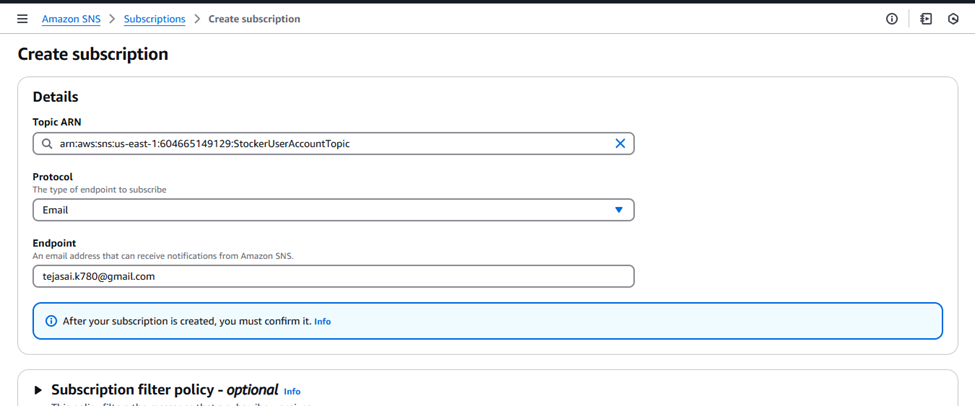 Amazon SNS > Subscriptions > Create subscription
Create subscription
Details
Topic ARN
arn:aws:sns:us-east-1:604665149129:StockerUserAccountTopic
Protocol
The type of endpoint to subscribe
Email
Endpoint
An email address that can receive notifications from Amazon SNS.
tejasai.k780@gmail.com
After your subscription is created, you must confirm it. Info
Subscription filter policy - optional Info